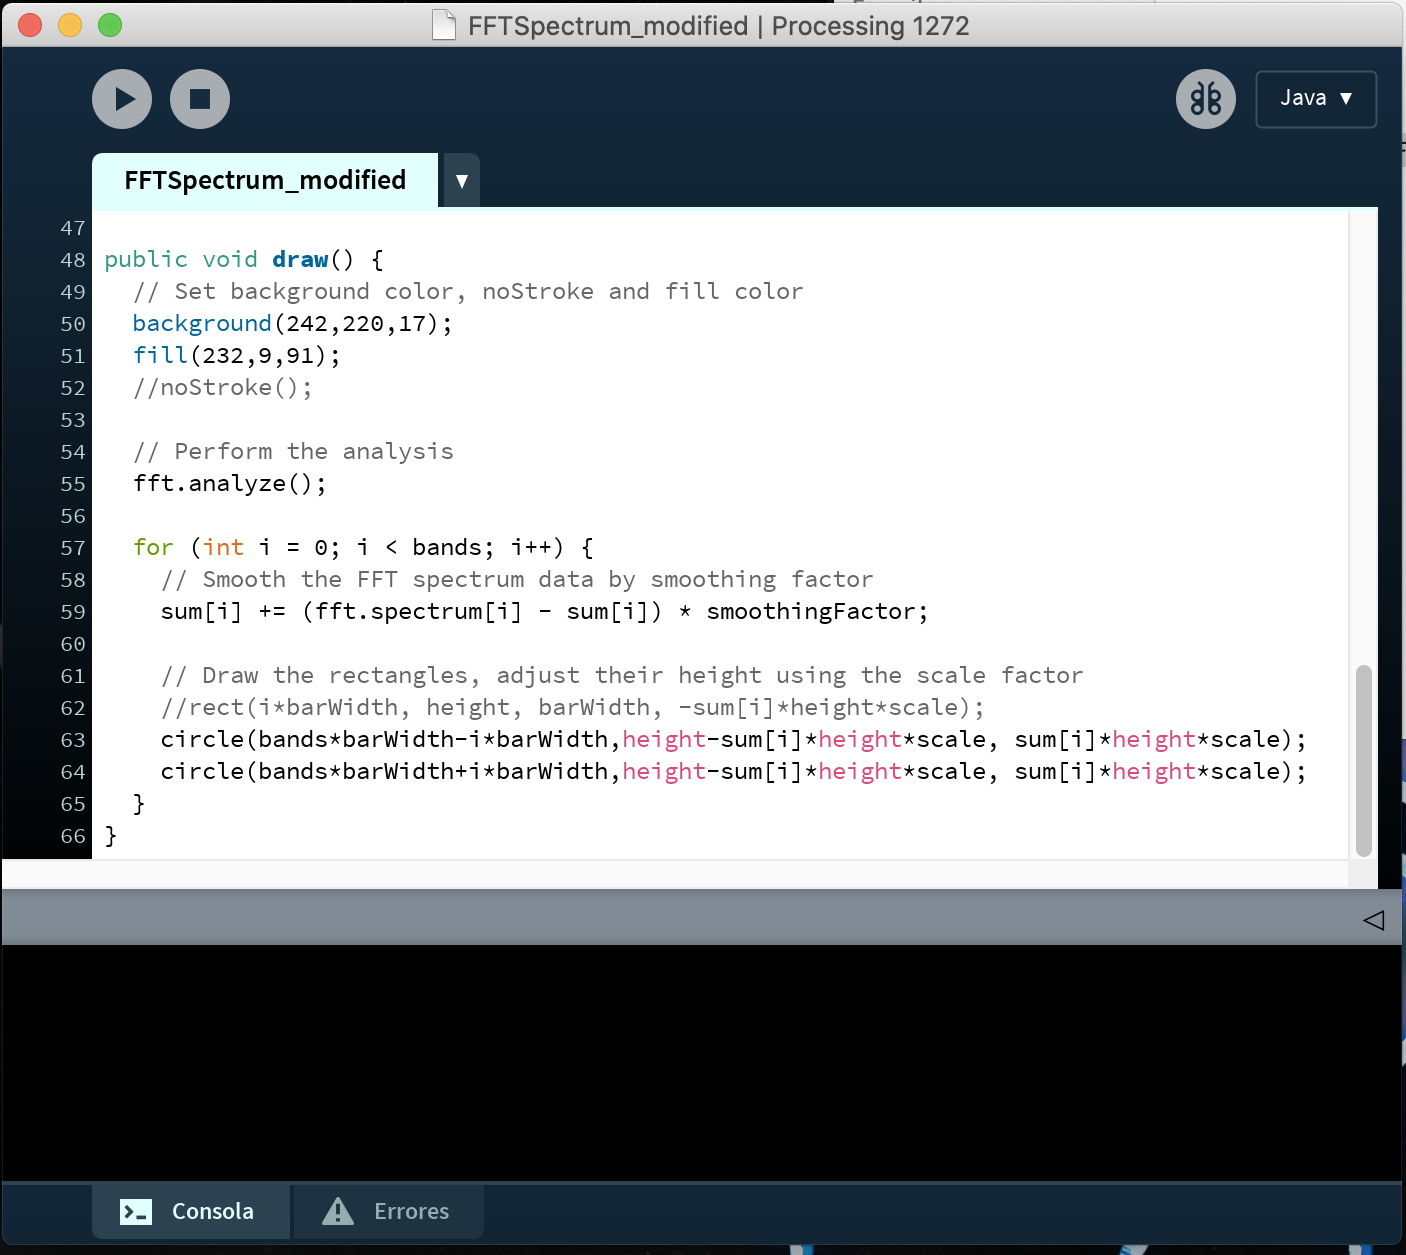 FFTSpectrum_modified | Processing 1272
Java ▼
FFTSpectrum_modified ▼
47
48 public void draw() {
49 // Set background color, noStroke and fill color
50 background(242,220,17);
51 fill(232,9,91);
52 //noStroke();
53
54 // Perform the analysis
55 fft.analyze();
56
57 for (int i = 0; i < bands; i++) {
58 // Smooth the FFT spectrum data by smoothing factor
59 sum[i] += (fft.spectrum[i] - sum[i]) * smoothingFactor;
60
61 // Draw the rectangles, adjust their height using the scale factor
62 //rect(i*barWidth, height, barWidth, -sum[i]*height*scale);
63 circle(bands*barWidth-i*barWidth,height-sum[i]*height*scale, sum[i]*height*scale);
64 circle(bands*barWidth+i*barWidth,height-sum[i]*height*scale, sum[i]*height*scale);
65 }
66 }
Consola
Errores